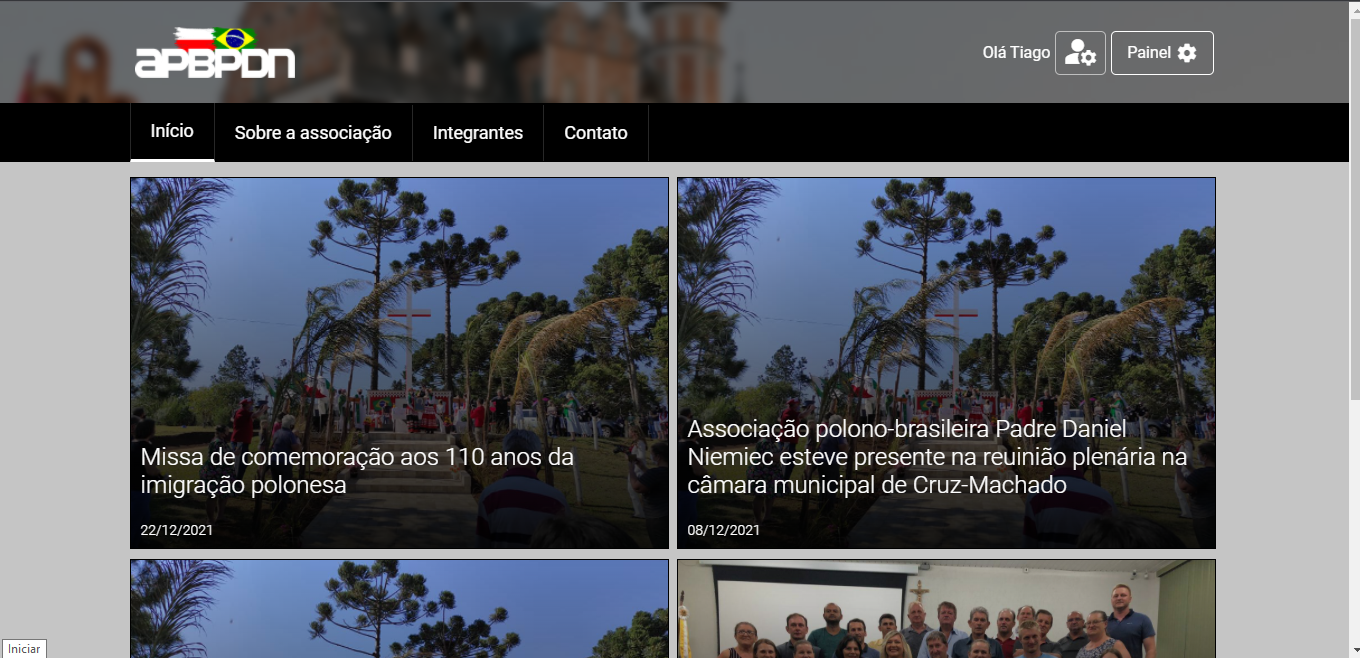 APBPDN
Olá Tiago
Painel
Início
Sobre a associação
Integrantes
Contato
Missa de comemoração aos 110 anos da
imigração polonesa
22/12/2021
Associação polono-brasileira Padre Daniel
Niemiec esteve presente na reuinião plenária na
câmara municipal de Cruz-Machado
08/12/2021
Iniciar